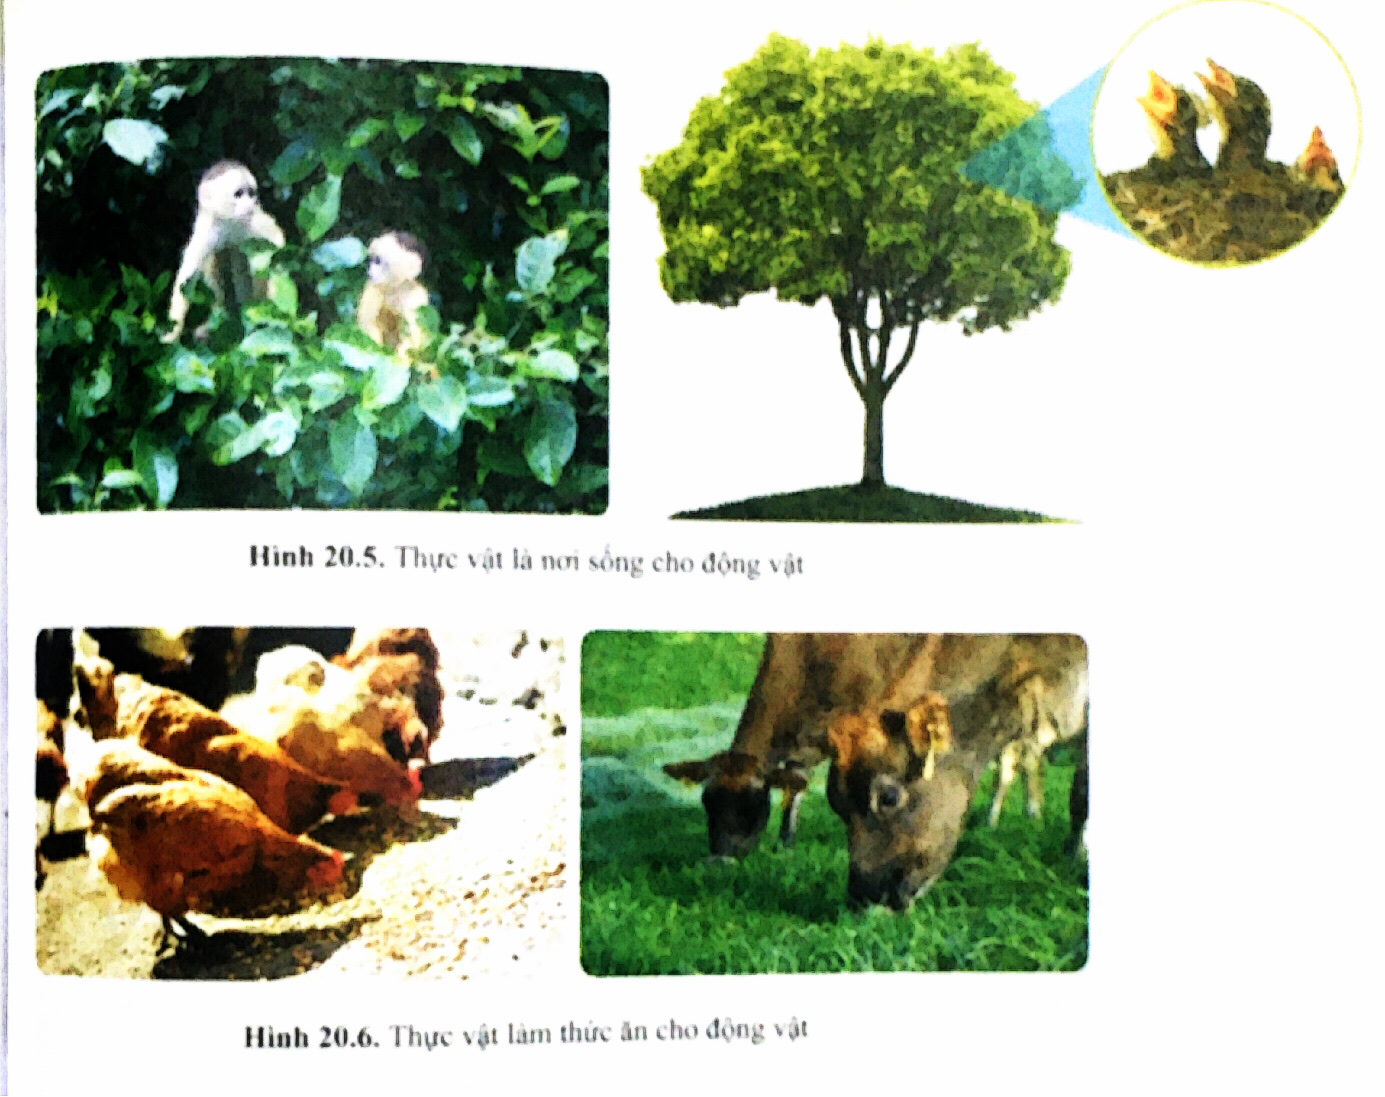 Hình 20.5. Thực vật là nơi sống cho động vật
Hình 20.6. Thực vật làm thức ăn cho động vật